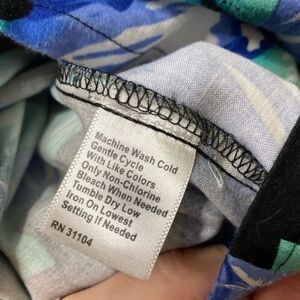 Machine Wash Cold
Gentle Cycle
With Like Colors
Only Non-Chlorine
Bleach When Needed
Tumble Dry Low
Iron On Lowest
Setting If Needed
RN 31104